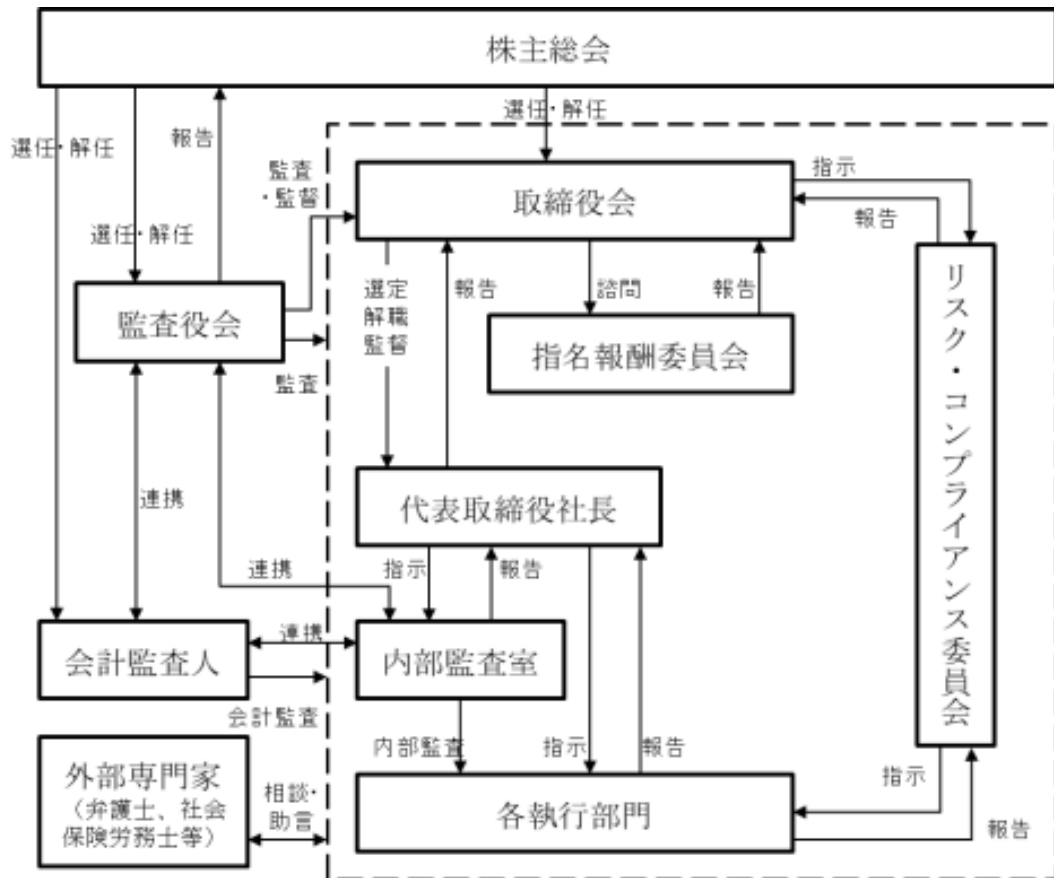 株主総会
選任・解任
選任・解任
報告
選任・解任
監査
・監督
取締役会
指示
報告
監査役会
監査
選定
解職
監督
報告
諮問
報告
指名報酬委員会
リスク・コンプライアンス委員会
連携
代表取締役社長
連携
指示
報告
会計監査人
連携
内部監査室
会計監査
内部監査
指示
報告
指示
外部専門家
（弁護士、社会
保険労務士等）
相談・
助言
各執行部門
報告